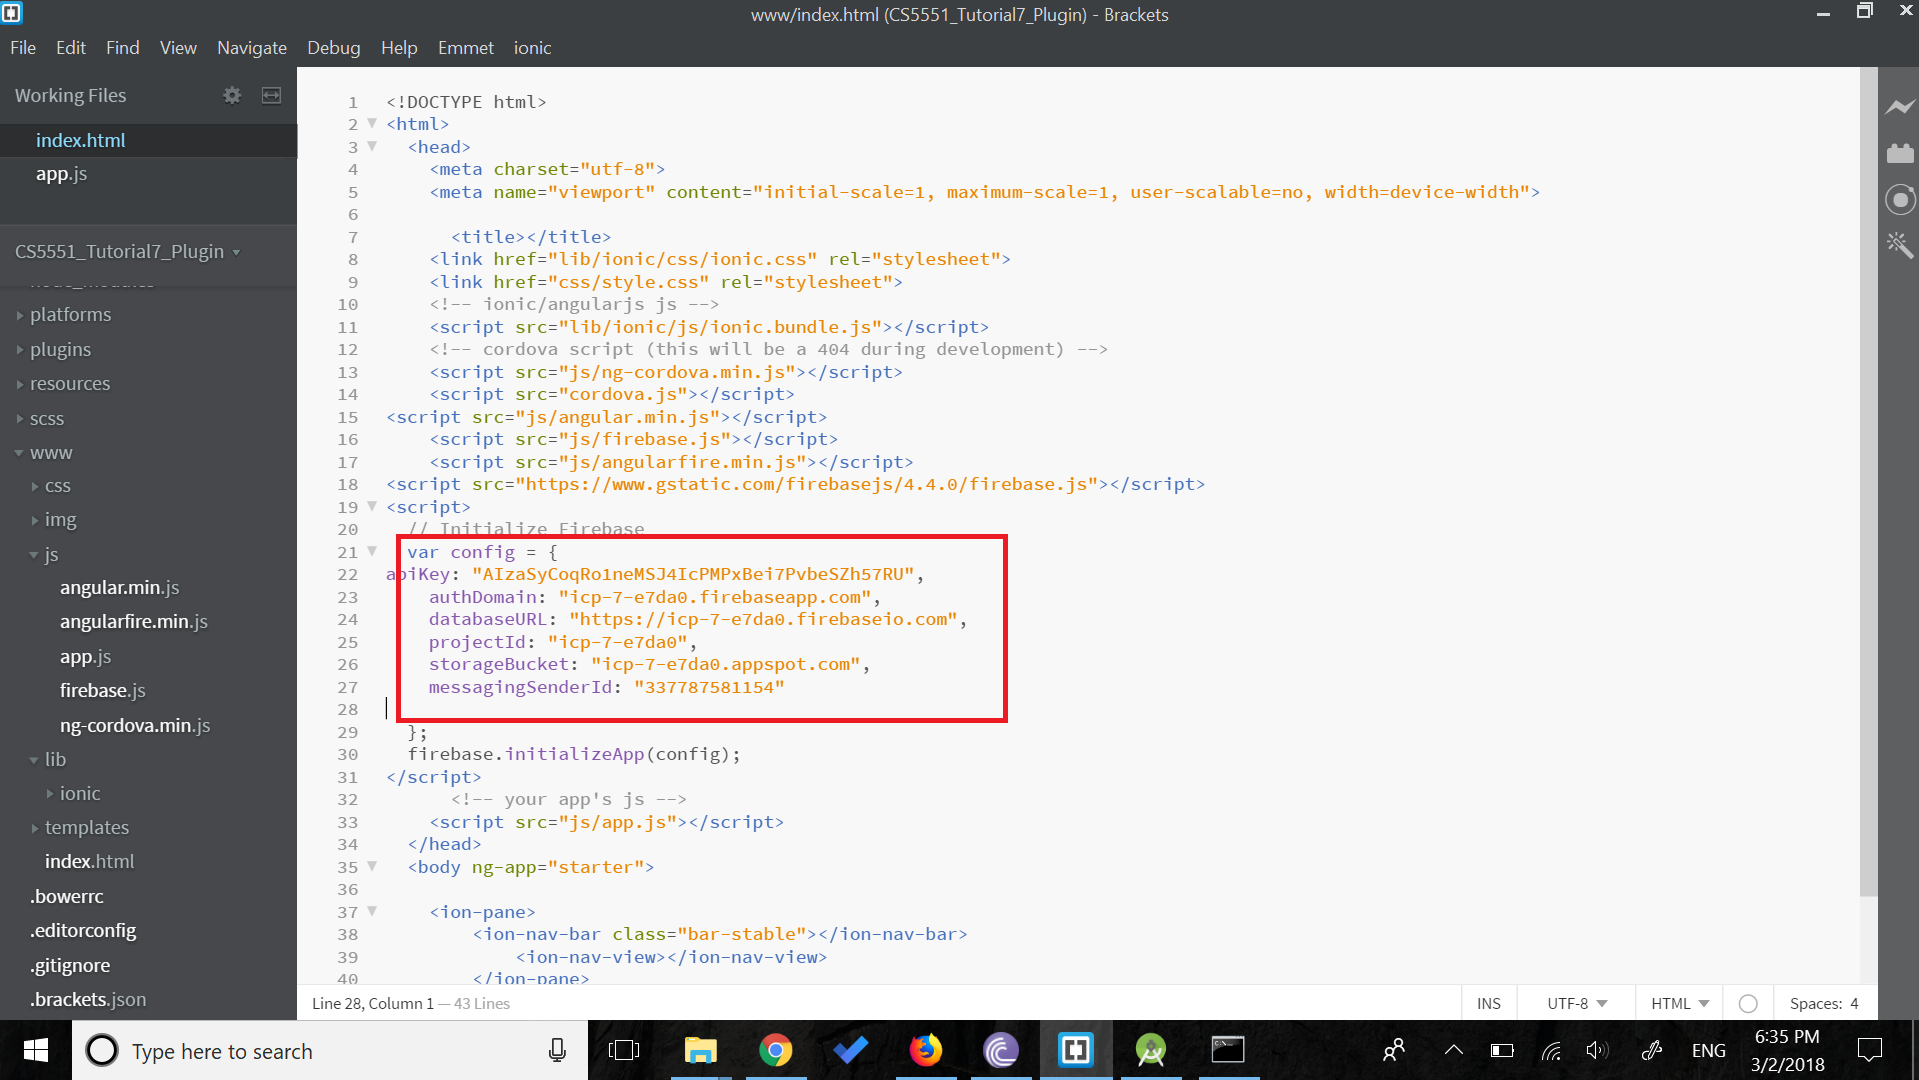 www/index.html (CS5551_Tutorial7_Plugin) - Brackets
File Edit Find View Navigate Debug Help Emmet ionic
Working Files
index.html
app.js
CS5551_Tutorial7_Plugin
node_modules
platforms
plugins
resources
scss
www
css
img
js
angular.min.js
angularfire.min.js
app.js
firebase.js
ng-cordova.min.js
lib
ionic
templates
index.html
.bowerrc
.editorconfig
.gitignore
.brackets.json
1 <!DOCTYPE html>
2 <html>
3 <head>
4 <meta charset="utf-8">
5 <meta name="viewport" content="initial-scale=1, maximum-scale=1, user-scalable=no, width=device-width">
6
7 <title></title>
8 <link href="lib/ionic/css/ionic.css" rel="stylesheet">
9 <link href="css/style.css" rel="stylesheet">
10 <!-- ionic/angularjs js -->
11 <script src="lib/ionic/js/ionic.bundle.js"></script>
12 <!-- cordova script (this will be a 404 during development) -->
13 <script src="js/ng-cordova.min.js"></script>
14 <script src="cordova.js"></script>
15 <script src="js/angular.min.js"></script>
16 <script src="js/firebase.js"></script>
17 <script src="js/angularfire.min.js"></script>
18 <script src="https://www.gstatic.com/firebasejs/4.4.0/firebase.js"></script>
19 <script>
20 // Initialize Firebase
21 var config = {
22 apiKey: "AIzaSyCoqRo1neMSJ4IcPMPxBei7PvbeSZh57RU",
23 authDomain: "icp-7-e7da0.firebaseapp.com",
24 databaseURL: "https://icp-7-e7da0.firebaseio.com",
25 projectId: "icp-7-e7da0",
26 storageBucket: "icp-7-e7da0.appspot.com",
27 messagingSenderId: "337787581154"
28
29 };
30 firebase.initializeApp(config);
31 </script>
32 <!-- your app's js -->
33 <script src="js/app.js"></script>
34 </head>
35 <body ng-app="starter">
36
37 <ion-pane>
38 <ion-nav-bar class="bar-stable"></ion-nav-bar>
39 <ion-nav-view></ion-nav-view>
40 </ion-pane>
Line 28, Column 1 — 43 Lines
INS UTF-8 HTML Spaces: 4
Type here to search
ENG
6:35 PM
3/2/2018